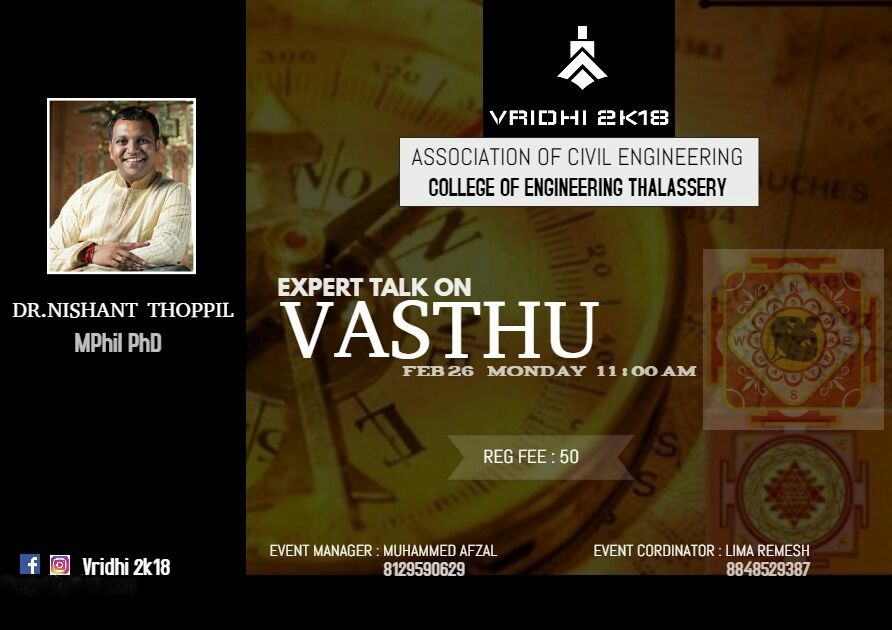 VRIDHI 2K18
ASSOCIATION OF CIVIL ENGINEERING
COLLEGE OF ENGINEERING THALASSERY
DR.NISHANT THOPPIL
MPhil PhD
EXPERT TALK ON
VASTHU
FEB 26 MONDAY 11:00 AM
REG FEE : 50
EVENT MANAGER : MUHAMMED AFZAL
8129590629
EVENT CORDINATOR : LIMA REMESH
8848529387
Vridhi 2k18
N
W
E
S